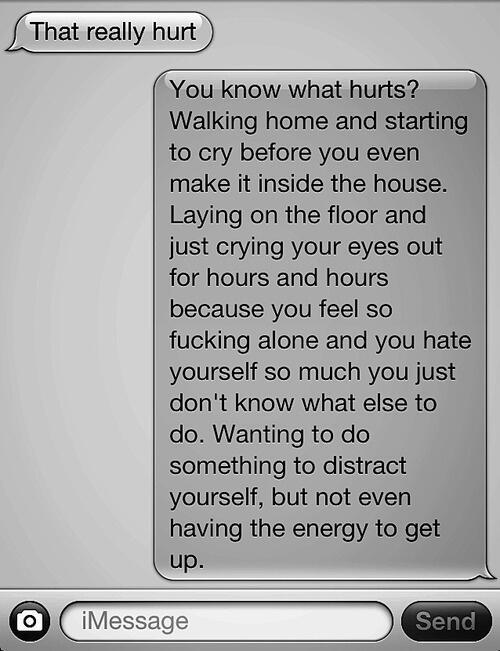 That really hurt
You know what hurts?
Walking home and starting
to cry before you even
make it inside the house.
Laying on the floor and
just crying your eyes out
for hours and hours
because you feel so
fucking alone and you hate
yourself so much you just
don't know what else to
do. Wanting to do
something to distract
yourself, but not even
having the energy to get
up.
iMessage
Send